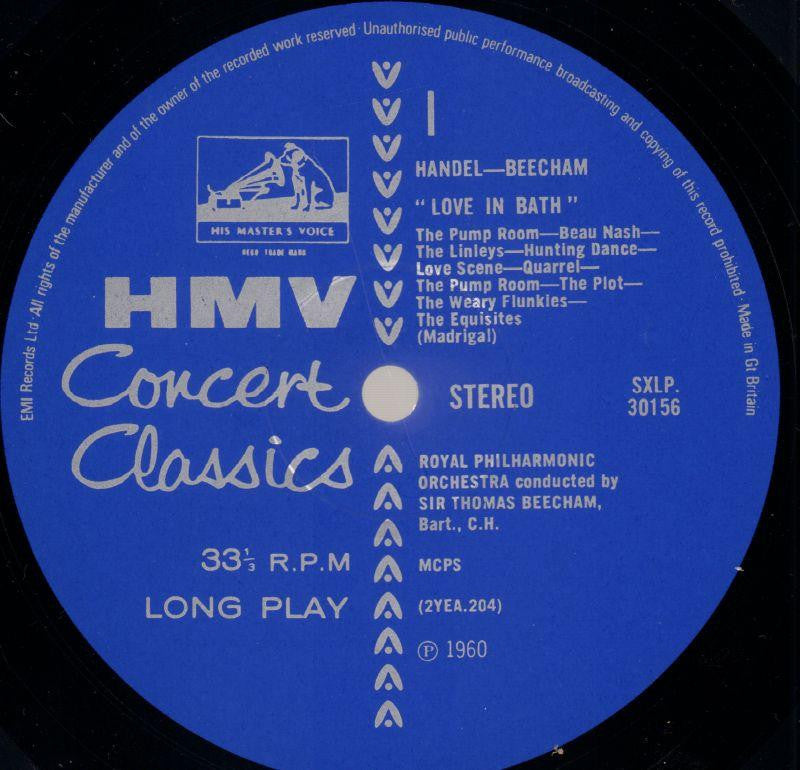 EMI Records Ltd · All rights of the manufacturer and of the owner of the recorded work reserved · Unauthorised public performance broadcasting and copying of this record prohibited · Made in Gt Britain
1
HIS MASTER'S VOICE
REGD TRADE MARK
HMV
Concert
Classics
33⅓ R.P.M
LONG PLAY
HANDEL—BEECHAM
" LOVE IN BATH "
The Pump Room—Beau Nash—
The Linleys—Hunting Dance—
Love Scene—Quarrel—
The Pump Room—The Plot—
The Weary Flunkies—
The Equisites
(Madrigal)
STEREO
SXLP.
30156
ROYAL PHILHARMONIC
ORCHESTRA conducted by
SIR THOMAS BEECHAM,
Bart., C.H.
MCPS
(2YEA.204)
℗ 1960